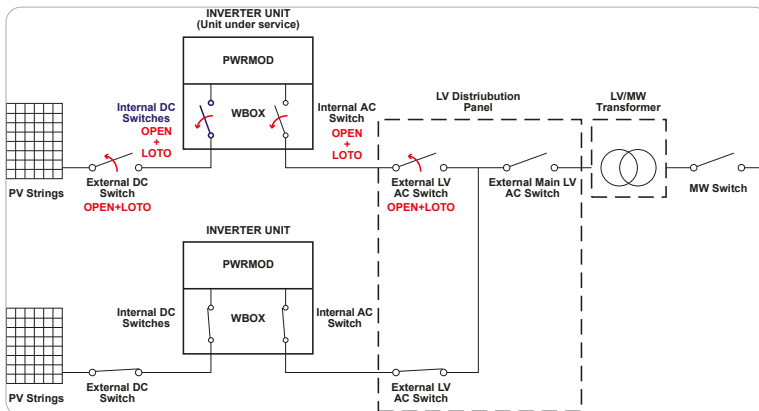 INVERTER UNIT
(Unit under service)
PWRMOD
WBOX
Internal DC
Switches
OPEN
+
LOTO
Internal AC
Switch
OPEN
+
LOTO
LV Distriubution
Panel
LV/MW
Transformer
PV Strings
External DC
Switch
OPEN+LOTO
External LV
AC Switch
OPEN+LOTO
External Main LV
AC Switch
MW Switch
INVERTER UNIT
PWRMOD
Internal DC
Switches
WBOX
Internal AC
Switch
PV Strings
External DC
Switch
External LV
AC Switch